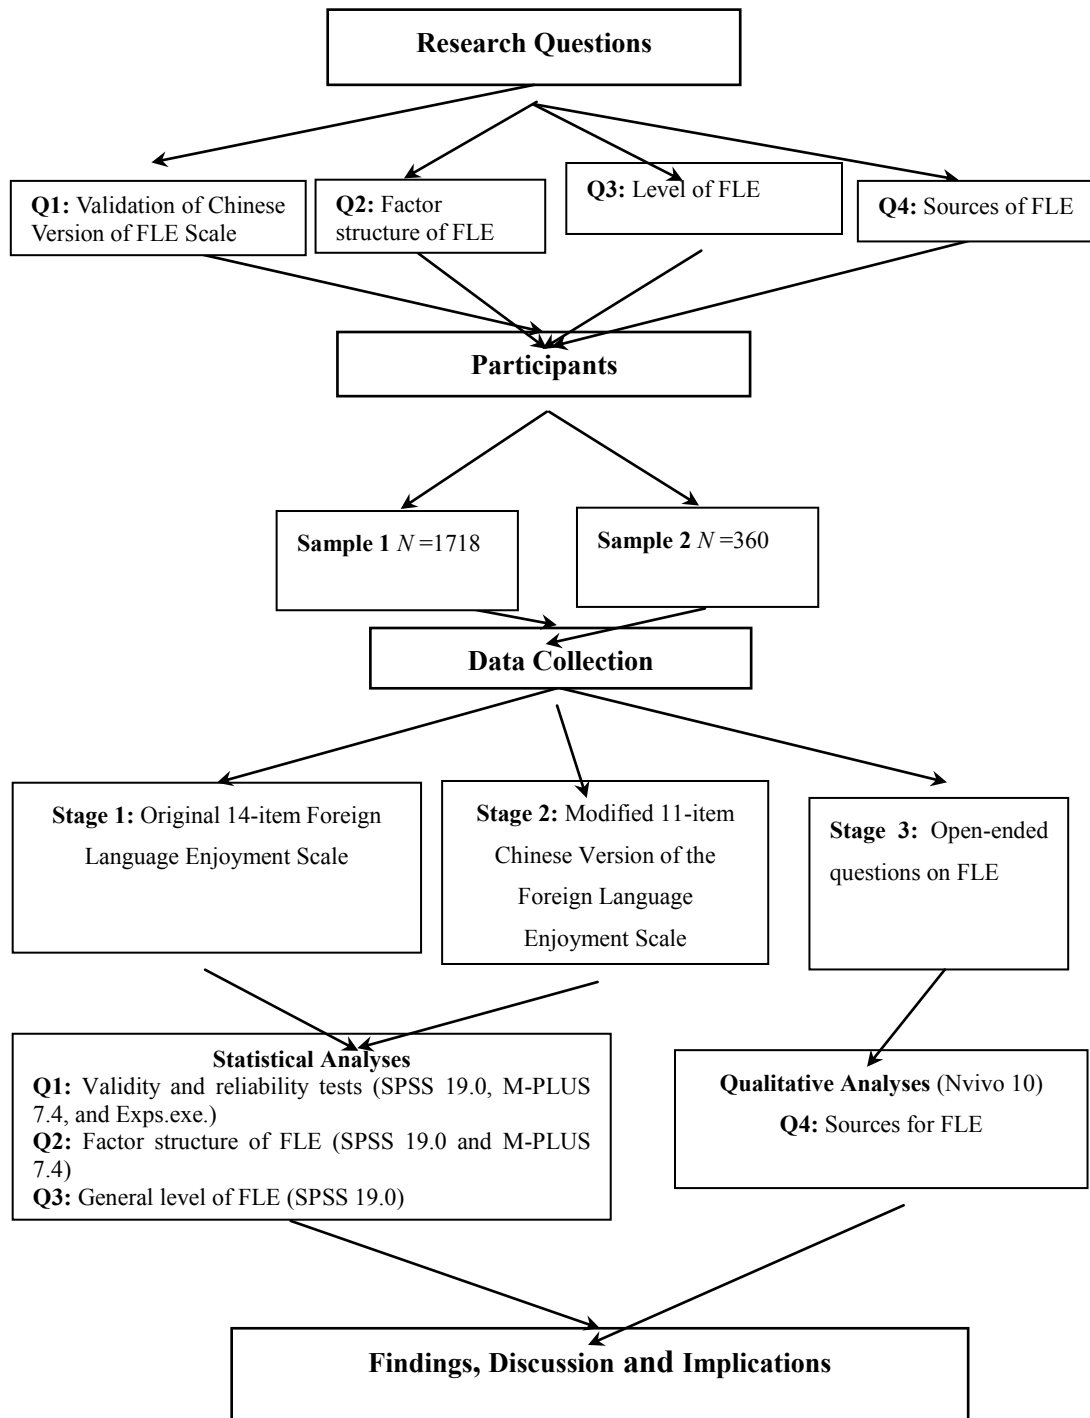 Research Questions
Q1: Validation of Chinese
Version of FLE Scale
Q2: Factor
structure of FLE
Q3: Level of FLE
Q4: Sources of FLE
Participants
Sample 1 N =1718
Sample 2 N =360
Data Collection
Stage 1: Original 14-item Foreign
Language Enjoyment Scale
Stage 2: Modified 11-item
Chinese Version of the
Foreign Language
Enjoyment Scale
Stage 3: Open-ended
questions on FLE
Statistical Analyses
Q1: Validity and reliability tests (SPSS 19.0, M-PLUS
7.4, and Exps.exe.)
Q2: Factor structure of FLE (SPSS 19.0 and M-PLUS
7.4)
Q3: General level of FLE (SPSS 19.0)
Qualitative Analyses (Nvivo 10)
Q4: Sources for FLE
Findings, Discussion and Implications